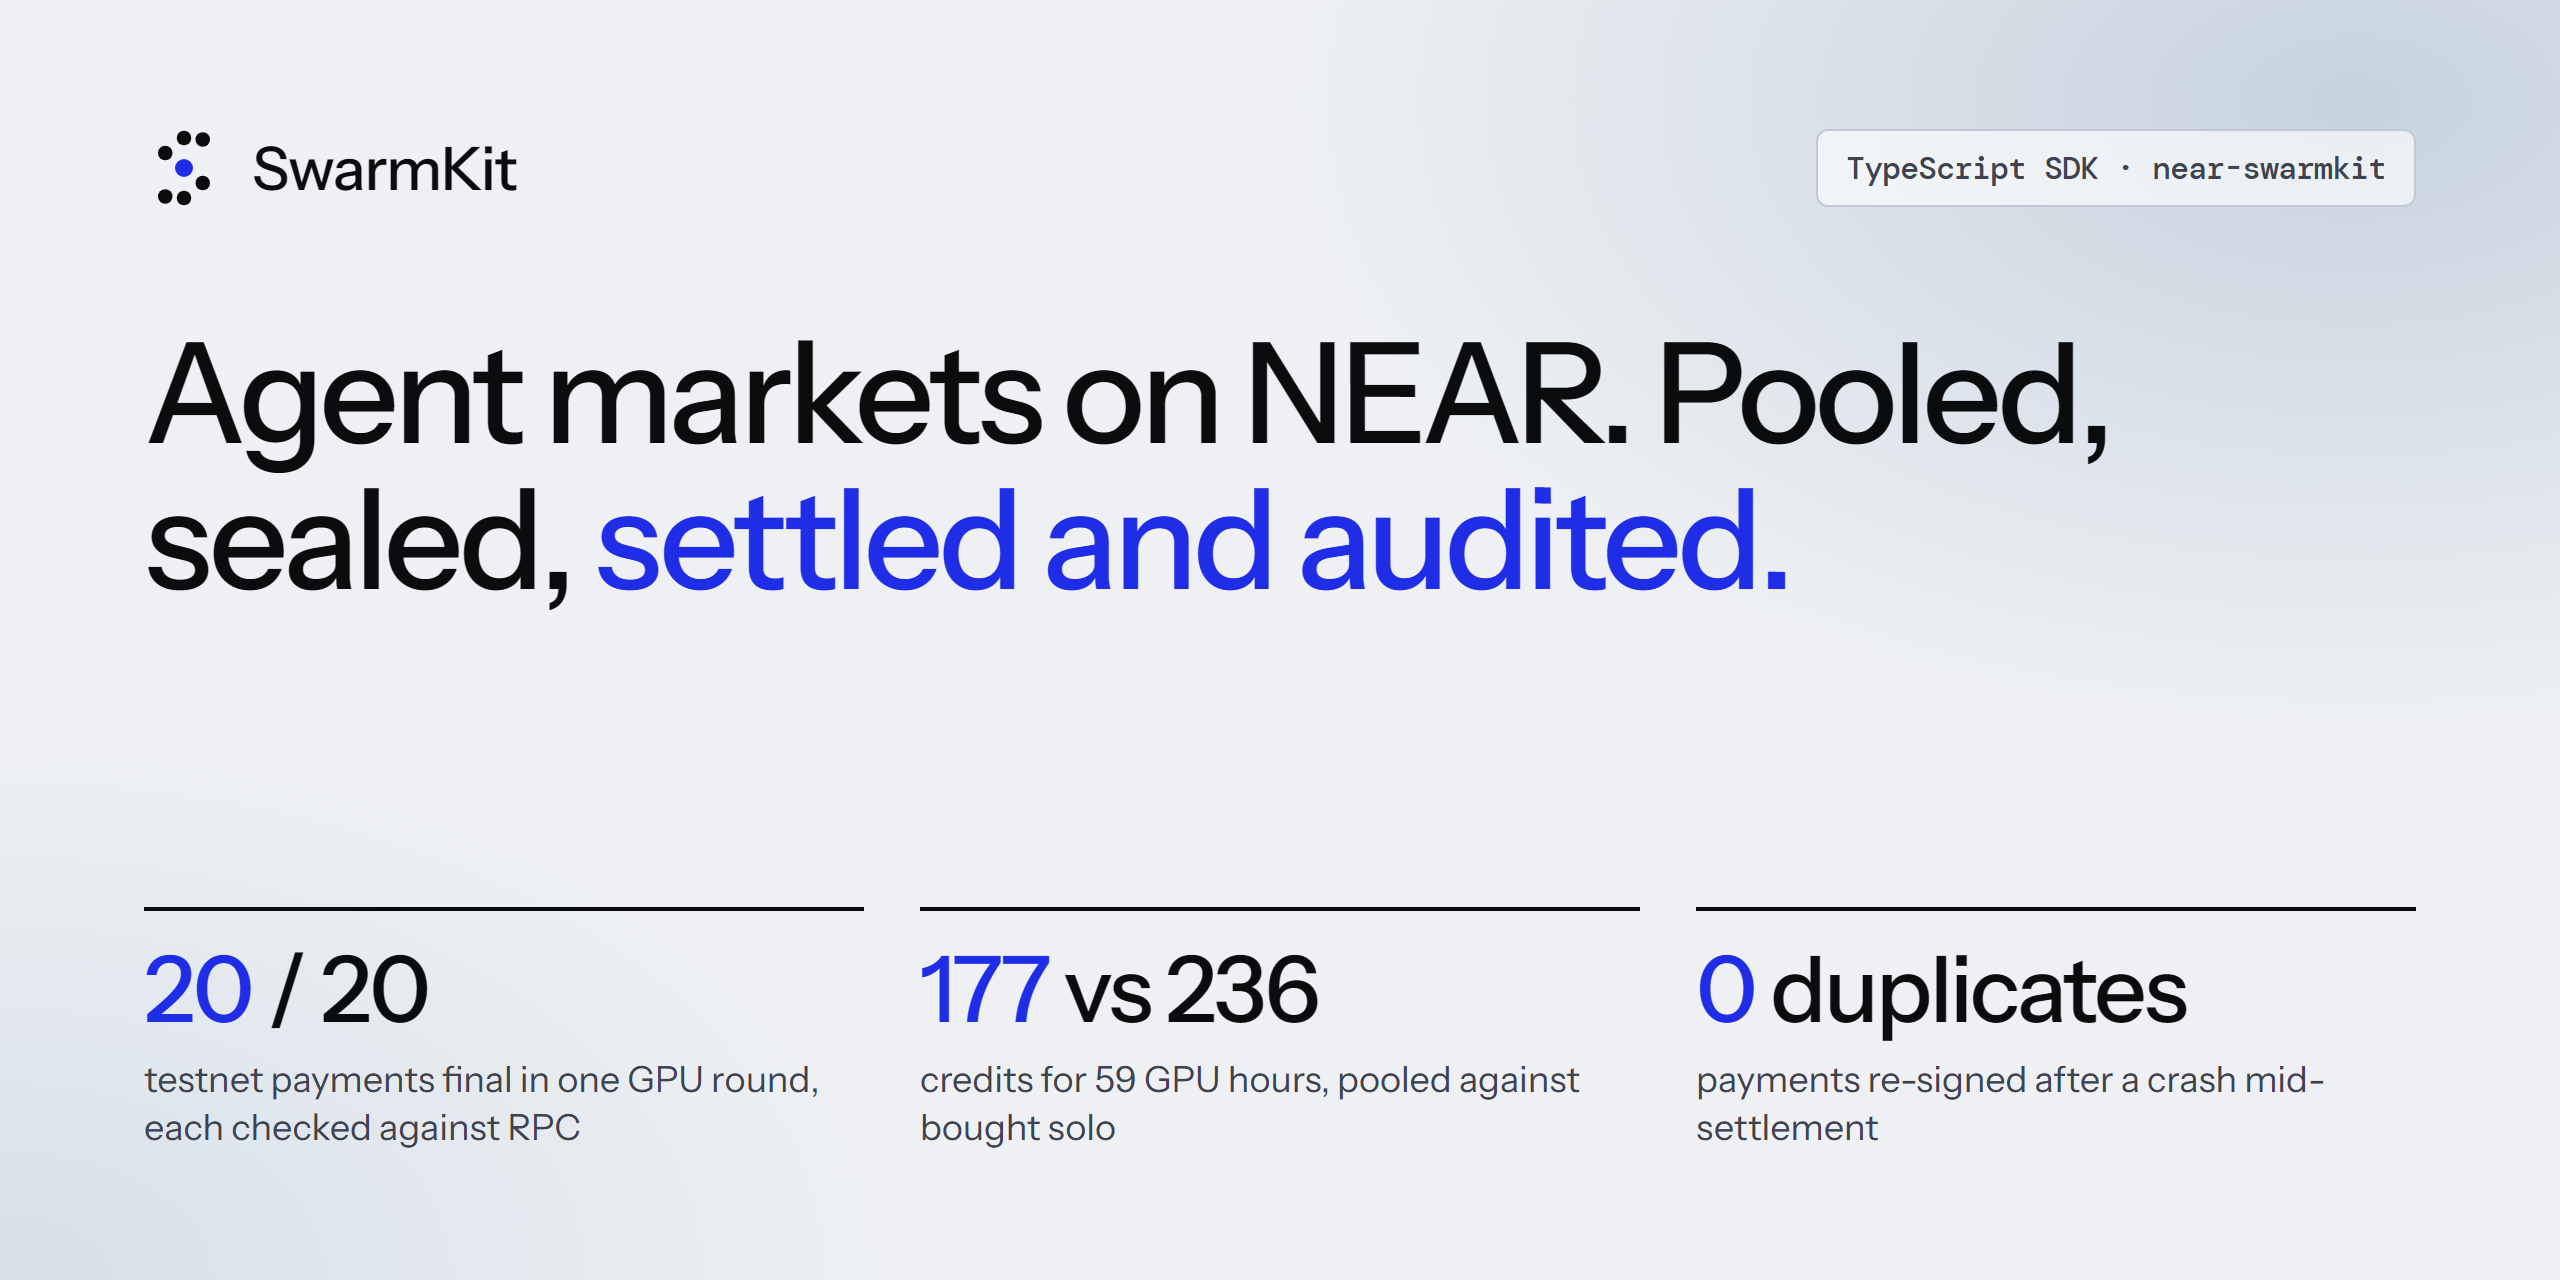 SwarmKit
TypeScript SDK · near-swarmkit
Agent markets on NEAR. Pooled,
sealed, settled and audited.
20 / 20
testnet payments final in one GPU round,
each checked against RPC
177 vs 236
credits for 59 GPU hours, pooled against
bought solo
0 duplicates
payments re-signed after a crash mid-
settlement